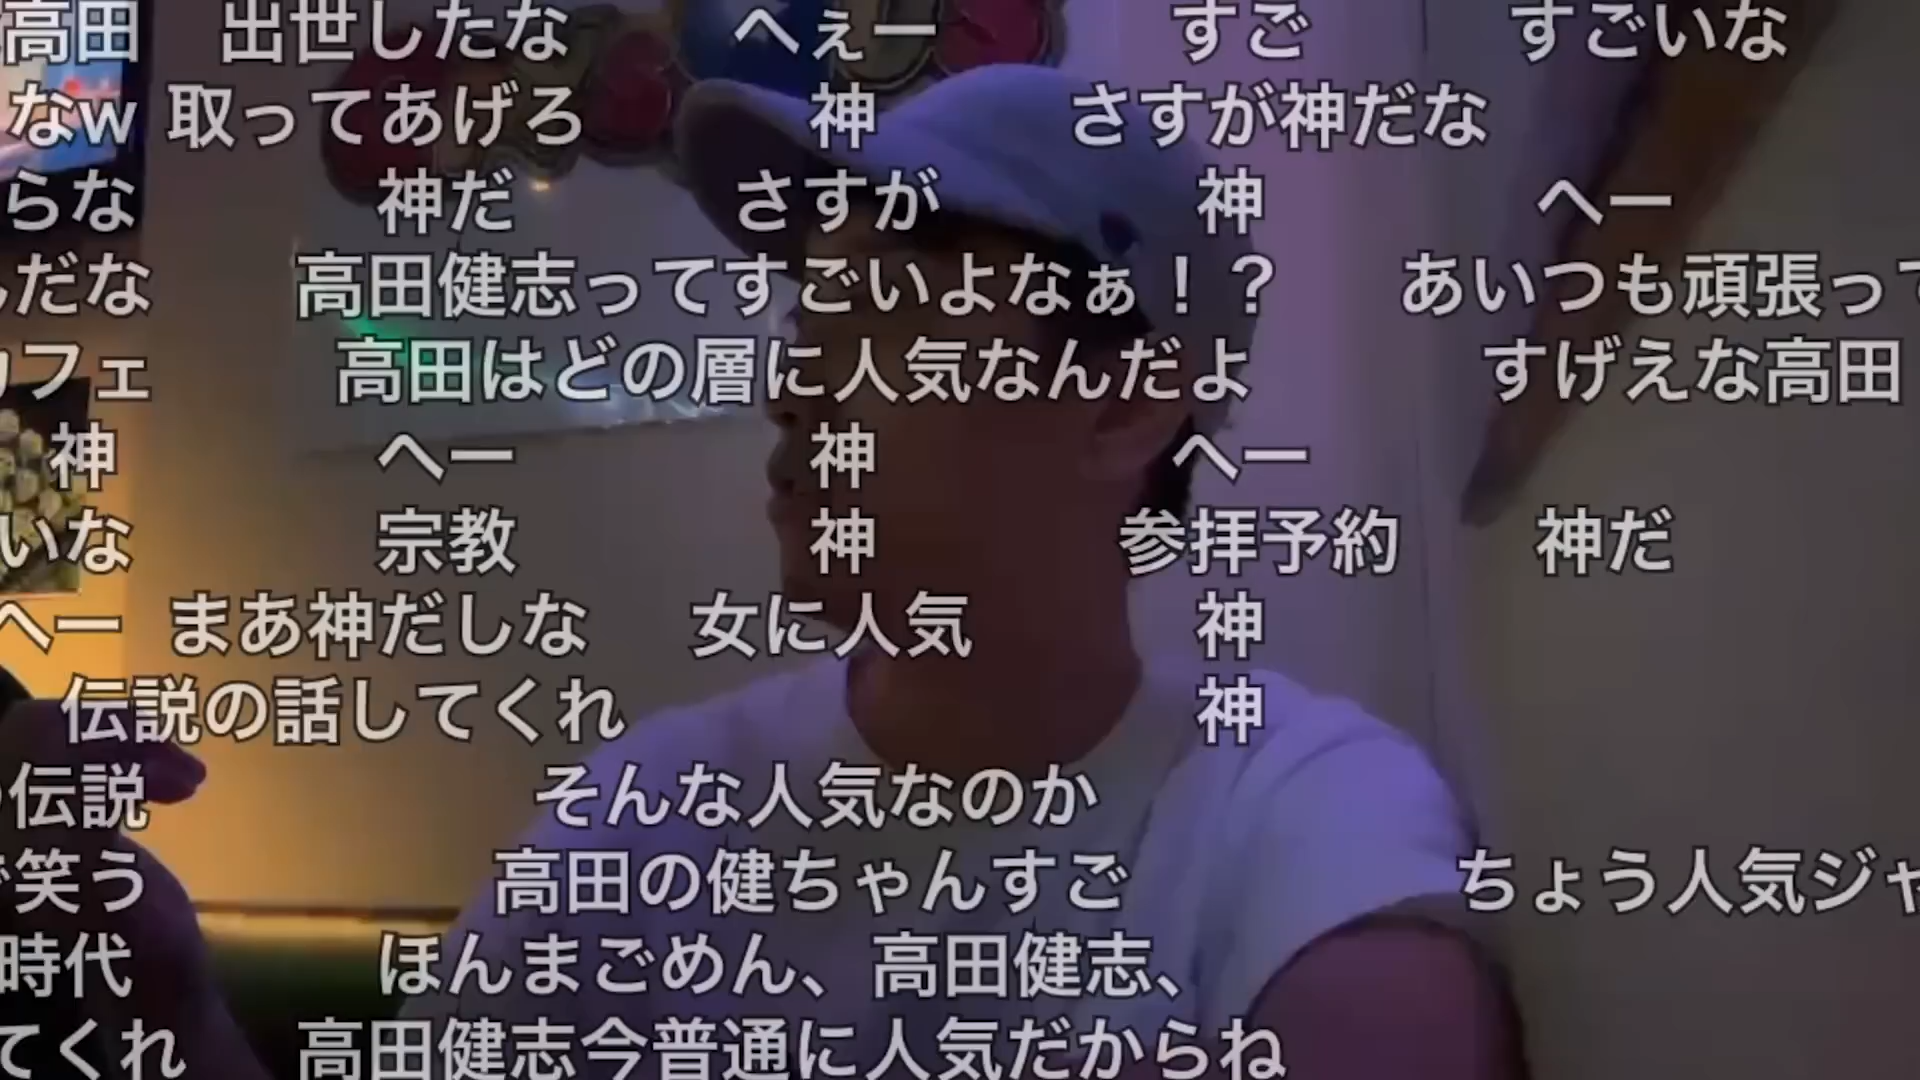 高田 出世したな へぇー すご すごいな
なw 取ってあげろ 神 さすが神だな
らな 神だ さすが 神 へー
だな 高田健志ってすごいよなぁ！？ あいつも頑張って
カフェ 高田はどの層に人気なんだよ すげえな高田
神 へー 神 へー
いな 宗教 神 参拝予約 神だ
へー まあ神だしな 女に人気 神
伝説の話してくれ 神
伝説 そんな人気なのか
笑う 高田の健ちゃんすご ちょう人気ジャ
時代 ほんまごめん、高田健志、
てくれ 高田健志今普通に人気だからね